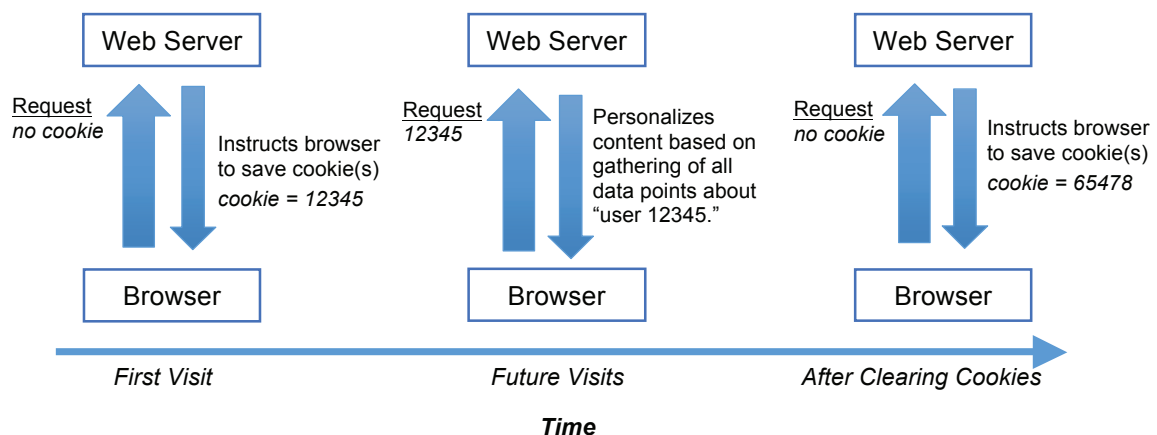 Web Server
Request
no cookie
Instructs browser
to save cookie(s)
cookie = 12345
Browser
First Visit
Web Server
Request
12345
Personalizes
content based on
gathering of all
data points about
“user 12345.”
Browser
Future Visits
Web Server
Request
no cookie
Instructs browser
to save cookie(s)
cookie = 65478
Browser
After Clearing Cookies
Time